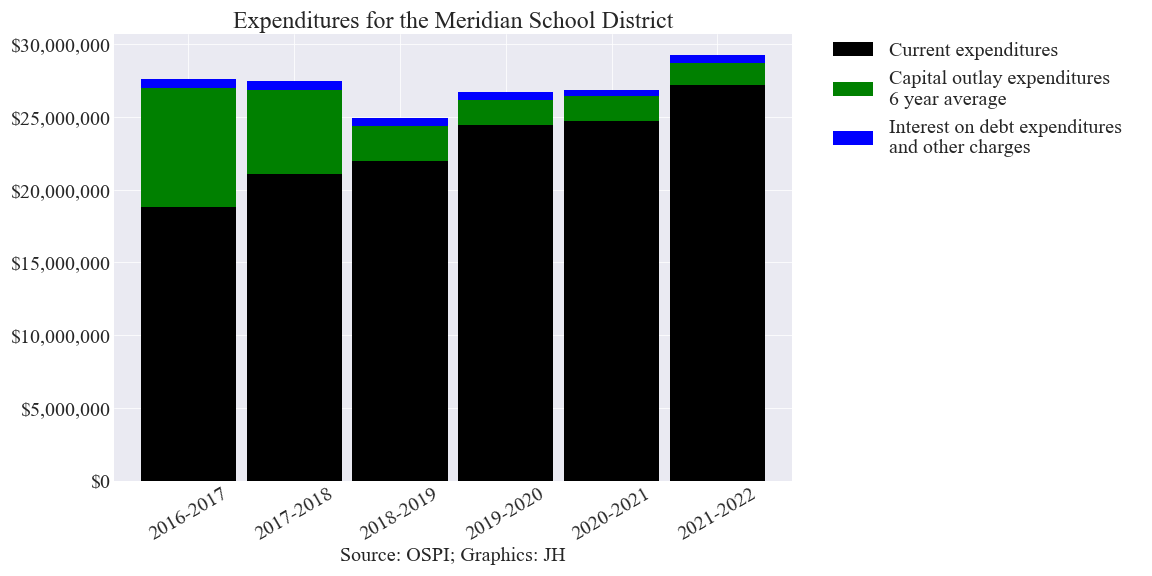 Expenditures for the Meridian School District
$30,000,000
$25,000,000
$20,000,000
$15,000,000
$10,000,000
$5,000,000
$0
2016-2017
2017-2018
2018-2019
2019-2020
2020-2021
2021-2022
Source: OSPI; Graphics: JH
Current expenditures
Capital outlay expenditures
6 year average
Interest on debt expenditures
and other charges